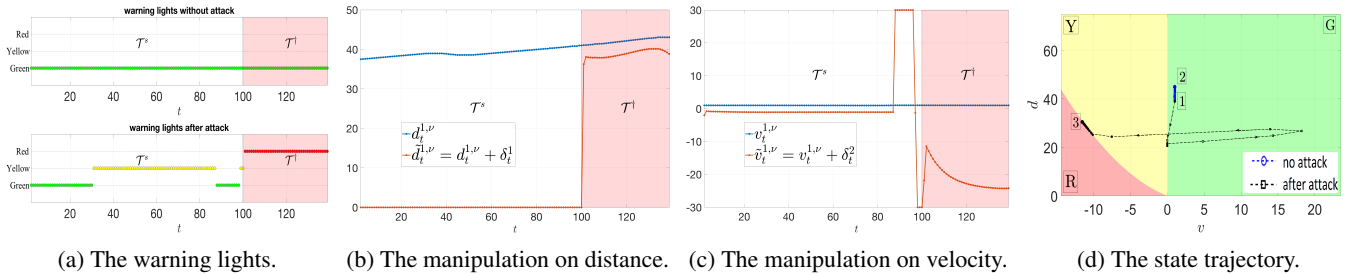 warning lights without attack
Red
Yellow
Green
𝒯ˢ
𝒯†
20 40 60 80 100 120
t
warning lights after attack
Red
Yellow
Green
𝒯ˢ
𝒯†
20 40 60 80 100 120
t
(a) The warning lights.
50
40
30
20
10
0
𝒯ˢ
𝒯†
d_t^{1,ν}
d̃_t^{1,ν} = d_t^{1,ν} + δ_t^1
20 40 60 80 100 120
t
(b) The manipulation on distance.
30
20
10
0
-10
-20
-30
𝒯ˢ
𝒯†
v_t^{1,ν}
ṽ_t^{1,ν} = v_t^{1,ν} + δ_t^2
20 40 60 80 100 120
t
(c) The manipulation on velocity.
Y
G
R
60
40
20
0
d
2
1
3
no attack
after attack
-10 -5 0 5 10 15 20
v
(d) The state trajectory.